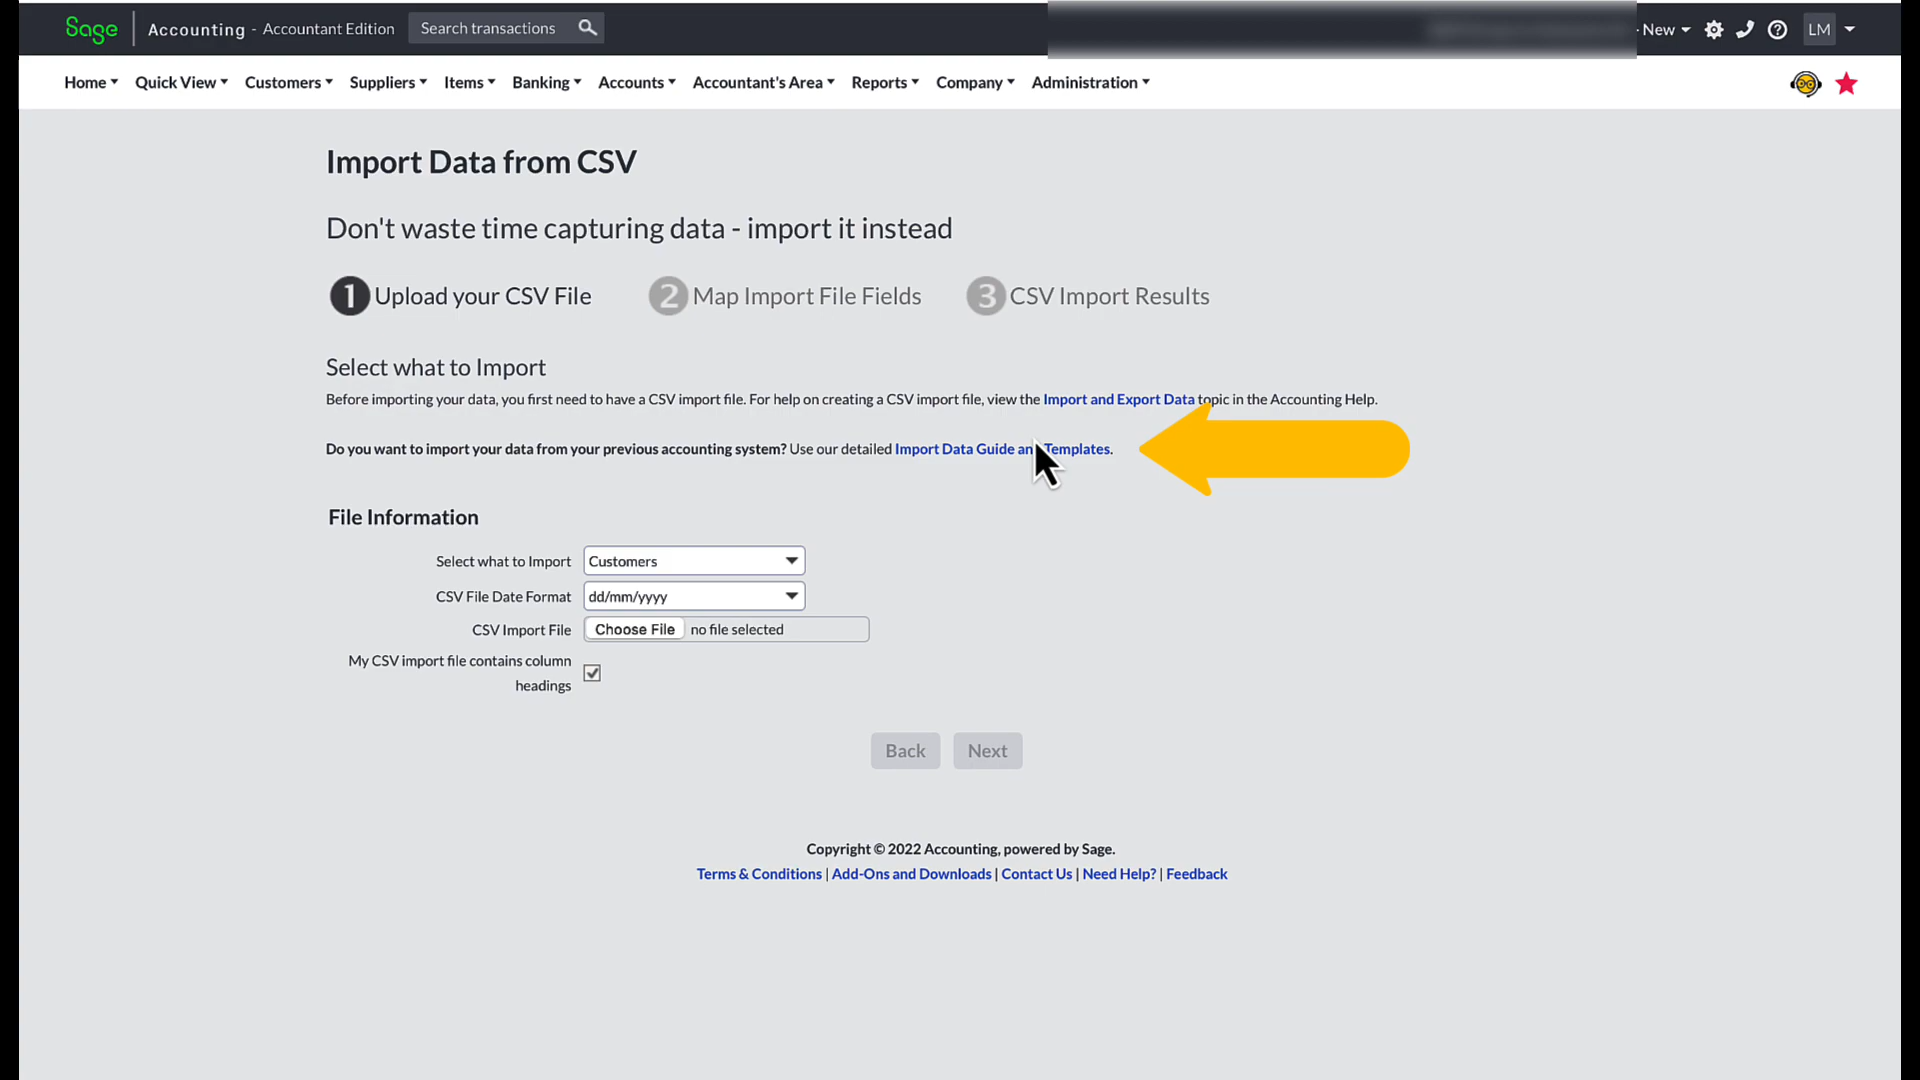 Sage Accounting - Accountant Edition Search transactions New LM
Home Quick View Customers Suppliers Items Banking Accounts Accountant's Area Reports Company Administration
Import Data from CSV
Don't waste time capturing data - import it instead
1 Upload your CSV File 2 Map Import File Fields 3 CSV Import Results
Select what to Import
Before importing your data, you first need to have a CSV import file. For help on creating a CSV import file, view the Import and Export Data topic in the Accounting Help.
Do you want to import your data from your previous accounting system? Use our detailed Import Data Guide an Templates.
File Information
Select what to Import Customers
CSV File Date Format dd/mm/yyyy
CSV Import File Choose File no file selected
My CSV import file contains column
headings
Back Next
Copyright © 2022 Accounting, powered by Sage.
Terms & Conditions | Add-Ons and Downloads | Contact Us | Need Help? | Feedback